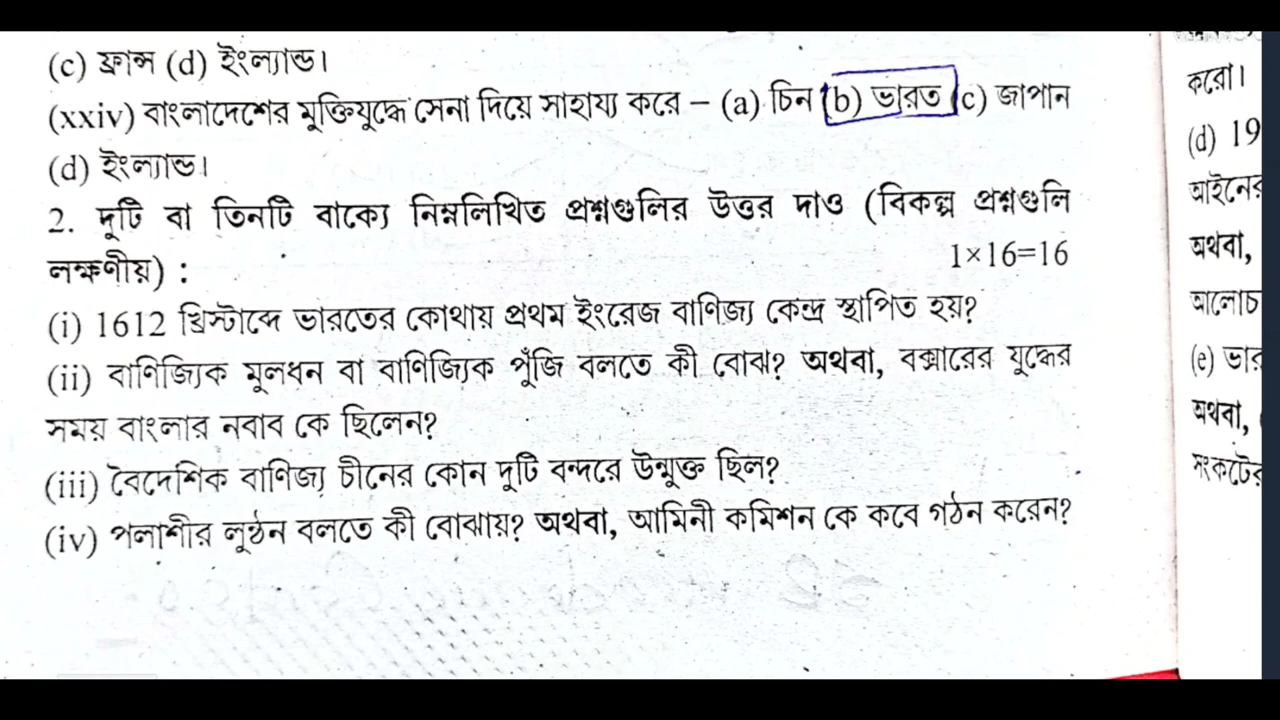 (c) ফ্রান্স (d) ইংল্যান্ড।
(xxiv) বাংলাদেশের মুক্তিযুদ্ধে সেনা দিয়ে সাহায্য করে – (a) চিন (b) ভারত (c) জাপান
(d) ইংল্যান্ড।
2. দুটি বা তিনটি বাক্যে নিম্নলিখিত প্রশ্নগুলির উত্তর দাও (বিকল্প প্রশ্নগুলি
লক্ষণীয়) : 1×16=16
(i) 1612 খ্রিস্টাব্দে ভারতের কোথায় প্রথম ইংরেজ বাণিজ্য কেন্দ্র স্থাপিত হয়?
(ii) বাণিজ্যিক মূলধন বা বাণিজ্যিক পুঁজি বলতে কী বোঝ? অথবা, বক্সারের যুদ্ধের
সময় বাংলার নবাব কে ছিলেন?
(iii) বৈদেশিক বাণিজ্য চীনের কোন দুটি বন্দরে উন্মুক্ত ছিল?
(iv) পলাশীর লুণ্ঠন বলতে কী বোঝায়? অথবা, আমিনী কমিশন কে কবে গঠন করেন?
করো।
(d) 19
আইনের
অথবা,
আলোচ
(e) ভার
অথবা,
সংকটের